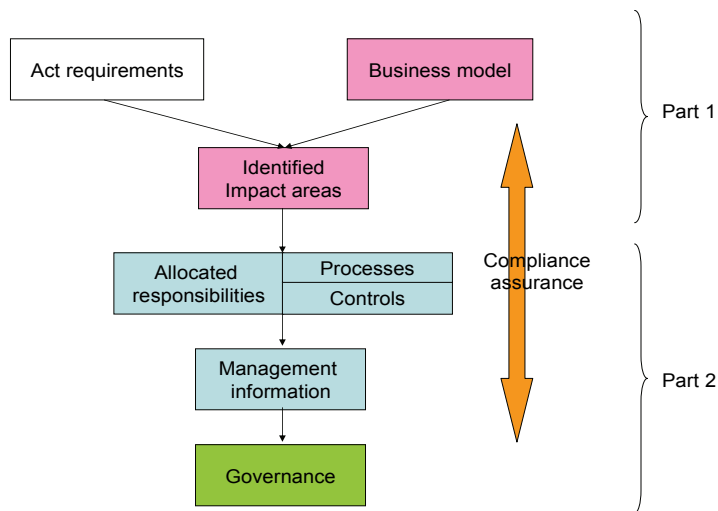 Act requirements
Business model
Part 1
Identified
Impact areas
Allocated
responsibilities
Processes
Controls
Compliance
assurance
Management
information
Part 2
Governance